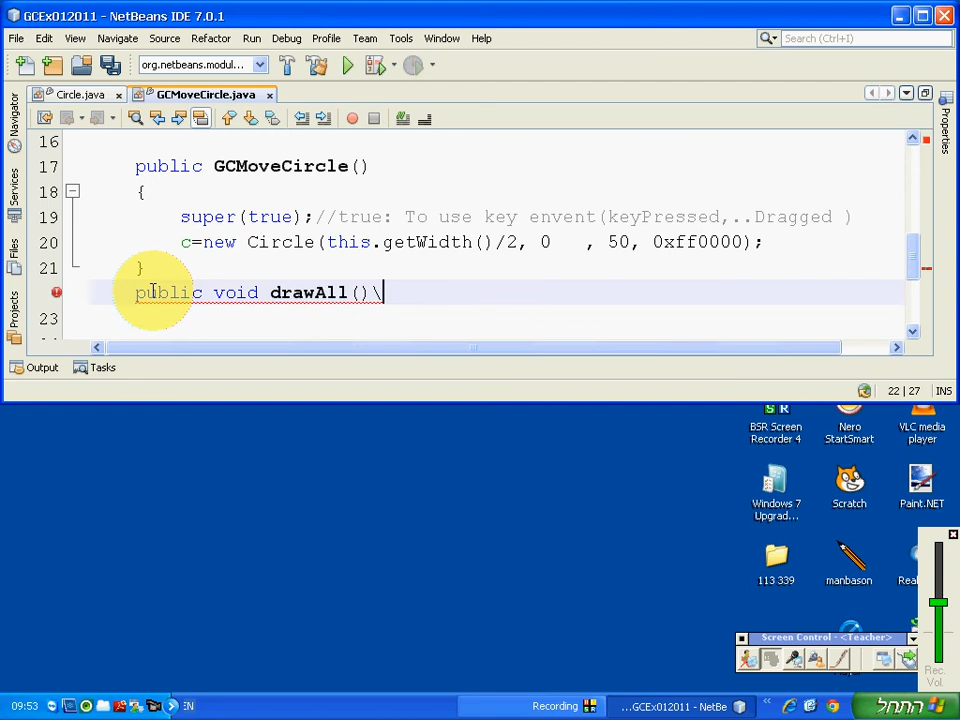 GCEx012011 - NetBeans IDE 7.0.1
File Edit View Navigate Source Refactor Run Debug Profile Team Tools Window Help
Search (Ctrl+I)
org.netbeans.modul...
Circle.java GCMoveCircle.java
Navigator
Services
Files
Projects
Properties
16
17 public GCMoveCircle()
18 {
19 super(true);//true: To use key envent(keyPressed,..Dragged )
20 c=new Circle(this.getWidth()/2, 0 , 50, 0xff0000);
21 }
public void drawAll()\
23
Output Tasks
22 | 27 INS
BSR Screen Recorder 4
Nero StartSmart
VLC media player
Windows 7 Upgrad...
Scratch
Paint.NET
113 339
manbason
Screen Control - <Teacher>
Rec. Vol.
09:53
EN
Recording
...GCEx012011 - NetBe
התחל